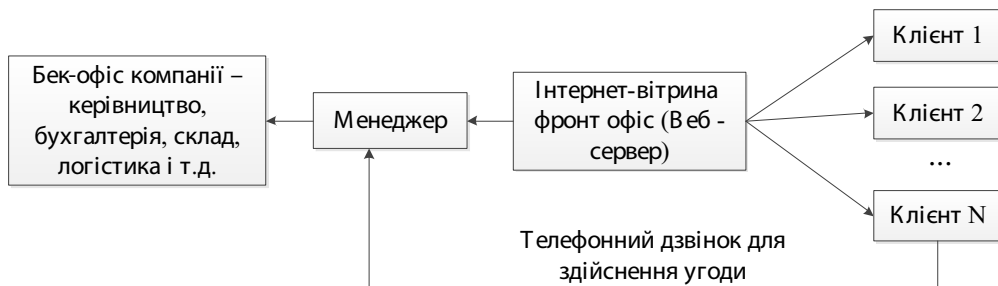 Бек-офіс компанії –
керівництво,
бухгалтерія, склад,
логістика і т.д.
Менеджер
Інтернет-вітрина
фронт офіс (Веб -
сервер)
Клієнт 1
Клієнт 2
...
Клієнт N
Телефонний дзвінок для
здійснення угоди